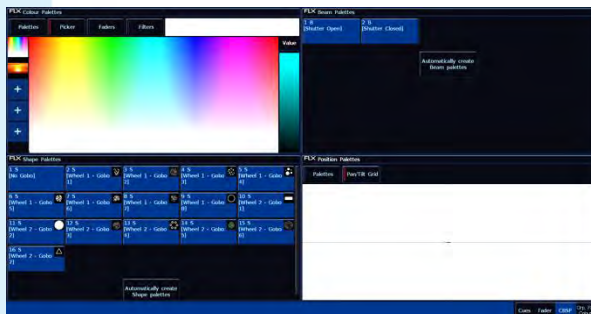 FLX Colour Palettes
Palettes
Picker
Faders
Filters
Value
+
+
+
FLX Beam Palettes
1 B
[Shutter Open]
2 B
[Shutter Closed]
Automatically create
Beam palettes
FLX Shape Palettes
1 S
[No Gobo]
2 S
[Wheel 1 - Gobo
1]
3 S
[Wheel 1 - Gobo
2]
4 S
[Wheel 1 - Gobo
3]
5 S
[Wheel 1 - Gobo
4]
6 S
[Wheel 1 - Gobo
5]
7 S
[Wheel 1 - Gobo
6]
8 S
[Wheel 1 - Gobo
7]
9 S
[Wheel 1 - Gobo
8]
10 S
[Wheel 2 - Gobo
1]
11 S
[Wheel 2 - Gobo
2]
12 S
[Wheel 2 - Gobo
3]
13 S
[Wheel 2 - Gobo
4]
14 S
[Wheel 2 - Gobo
5]
15 S
[Wheel 2 - Gobo
6]
16 S
[Wheel 2 - Gobo
Automatically create
Shape palettes
FLX Position Palettes
Palettes
Pan/Tilt Grid
Cues
Fader
CBSP